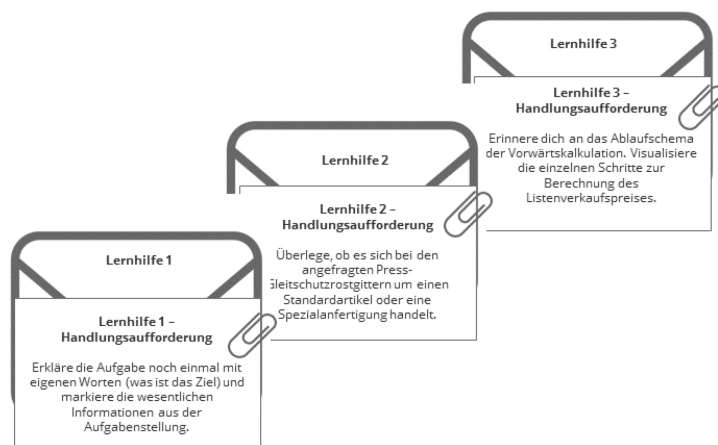 Lernhilfe 1
Lernhilfe 1 –
Handlungsaufforderung
Erkläre die Aufgabe noch einmal mit
eigenen Worten (was ist das Ziel) und
markiere die wesentlichen
Informationen aus der
Aufgabenstellung.
Lernhilfe 2
Lernhilfe 2 –
Handlungsaufforderung
Überlege, ob es sich bei den
angefragten Press-
Gleitschutzrostgittern um einen
Standardartikel oder eine
Spezialanfertigung handelt.
Lernhilfe 3
Lernhilfe 3 –
Handlungsaufforderung
Erinnere dich an das Ablaufschema
der Vorwärtskalkulation. Visualisiere
die einzelnen Schritte zur
Berechnung des
Listenverkaufspreises.